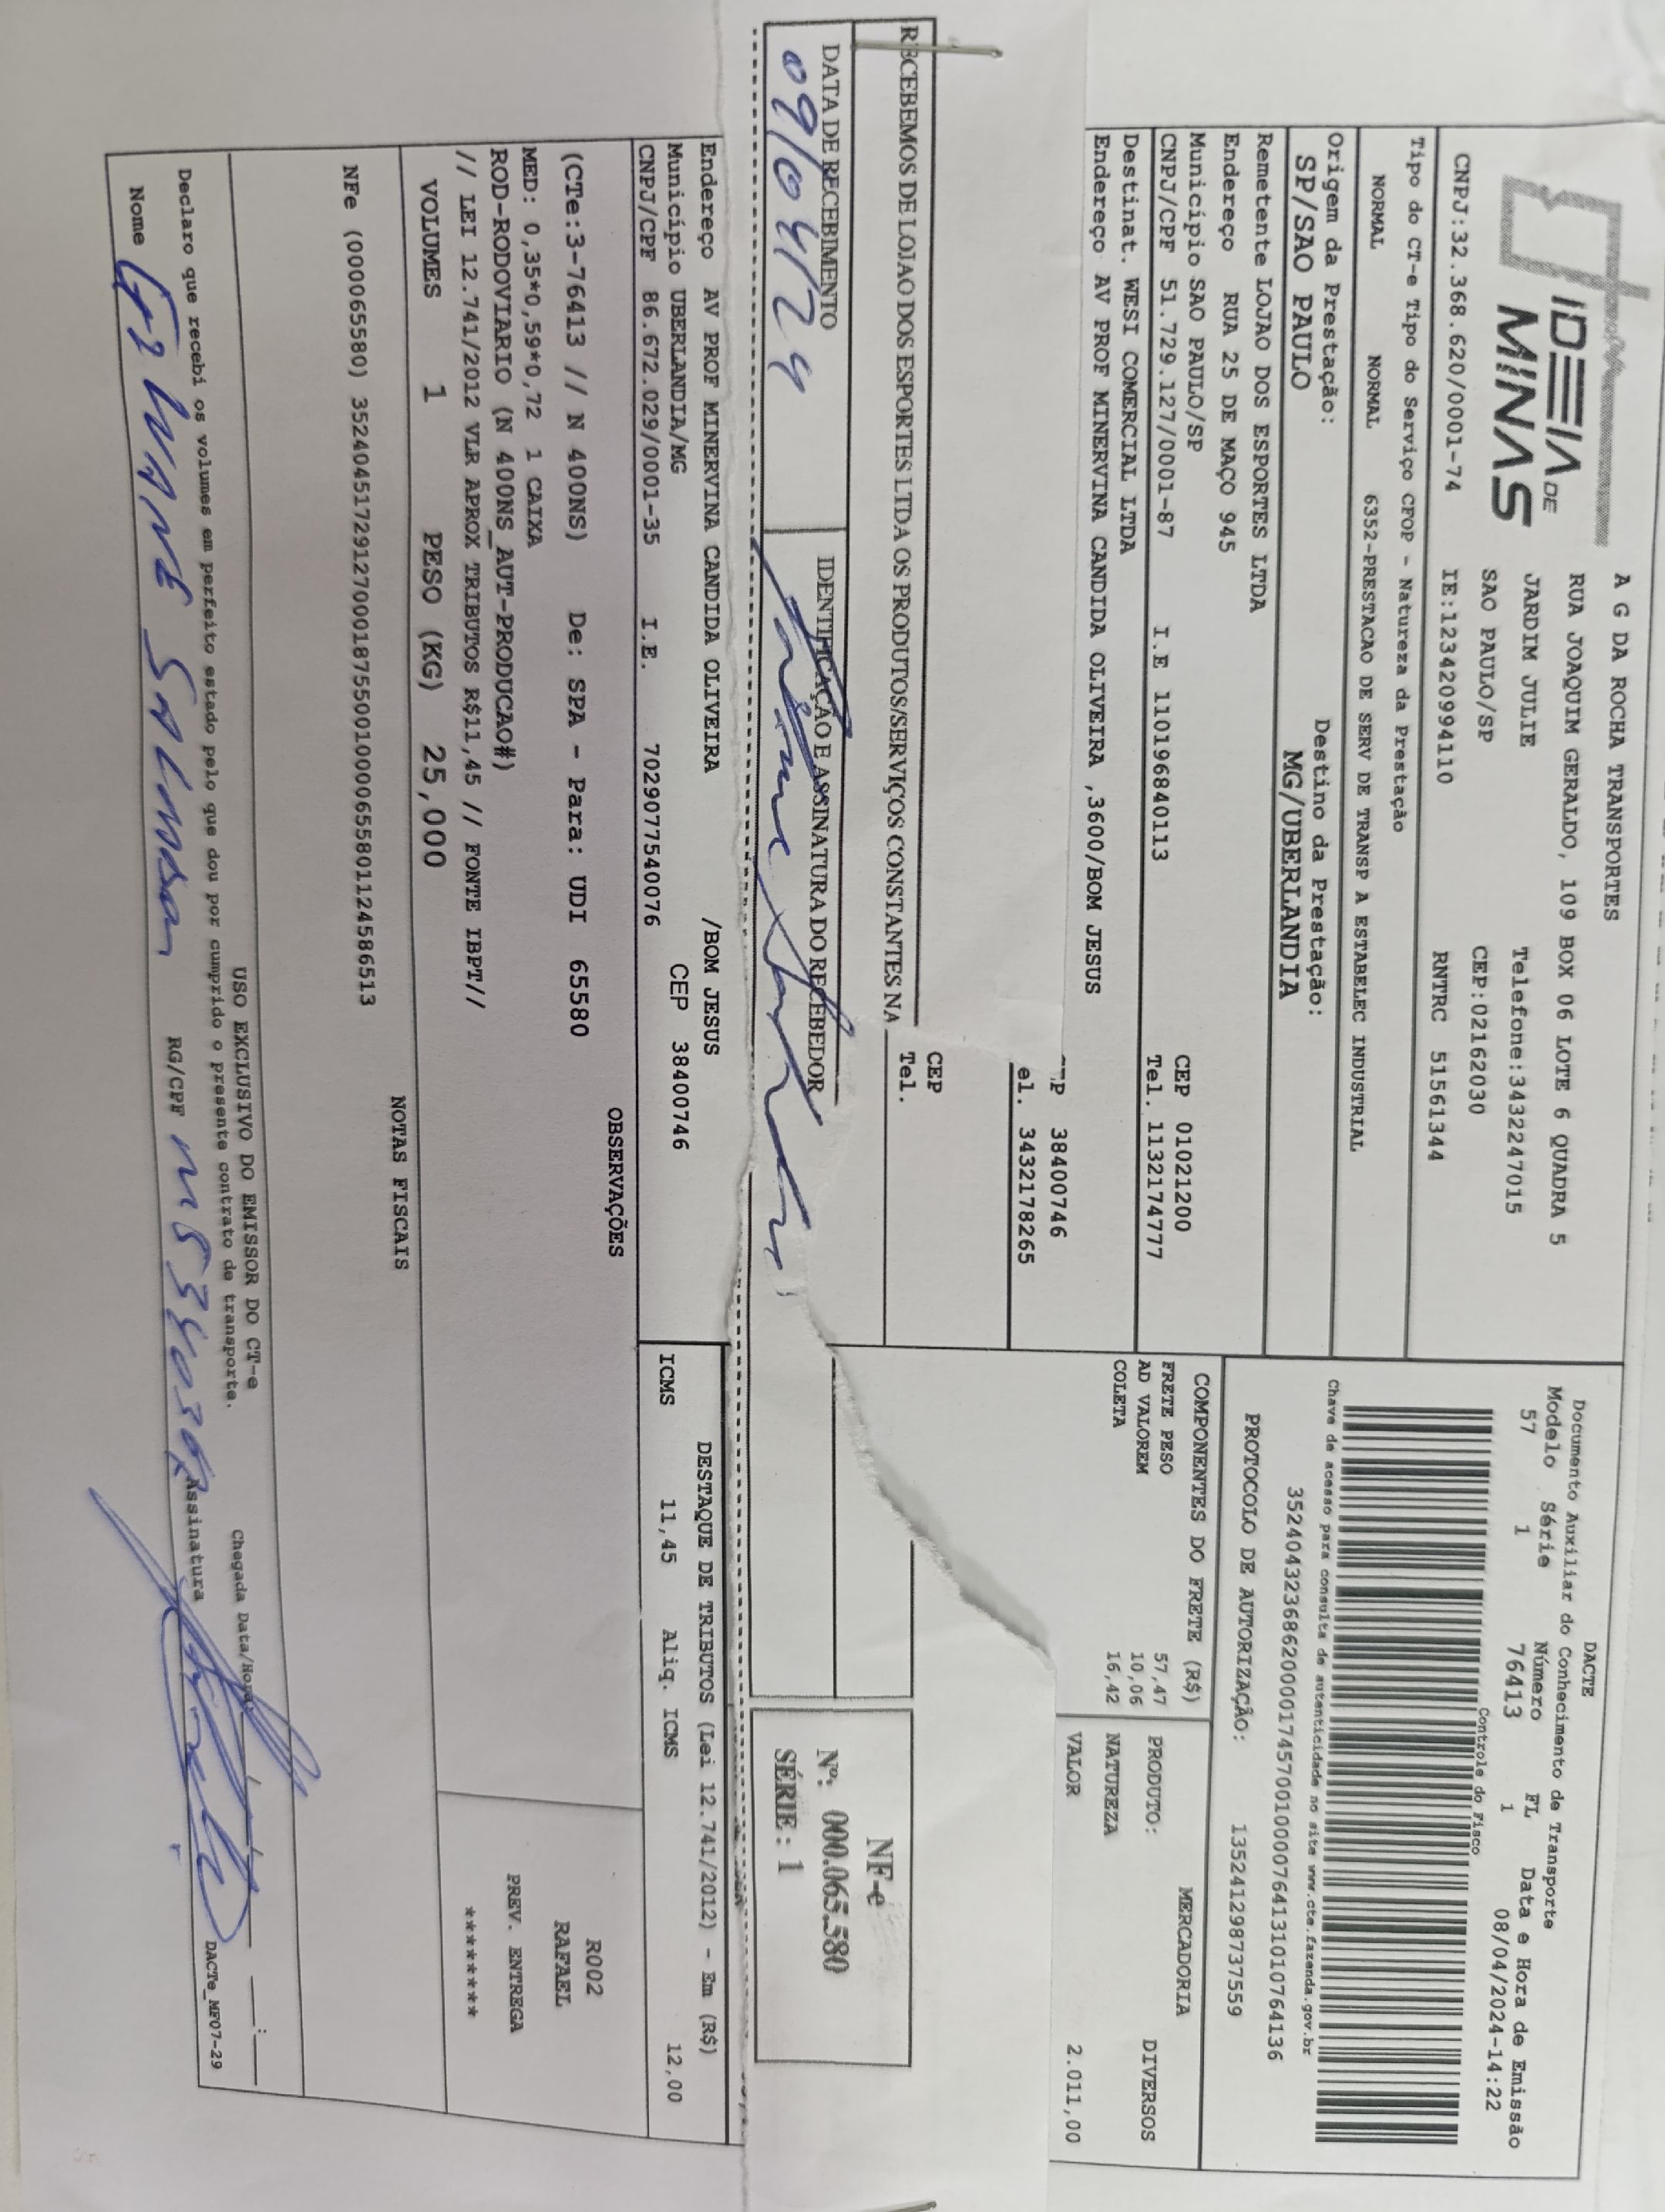 IDEIA DE
MINAS
A G DA ROCHA TRANSPORTES
RUA JOAQUIM GERALDO, 109 BOX 06 LOTE 6 QUADRA 5
JARDIM JULIE Telefone:3432247015
SAO PAULO/SP CEP:02162030
CNPJ:32.368.620/0001-74 IE:123420994110 RNTRC 51561344
Tipo do CT-e Tipo do Serviço CFOP - Natureza da Prestação
NORMAL NORMAL 6352-PRESTACAO DE SERV DE TRANSP A ESTABELEC INDUSTRIAL
Origem da Prestação: Destino da Prestação:
SP/SAO PAULO MG/UBERLANDIA
Remetente LOJAO DOS ESPORTES LTDA
Endereço RUA 25 DE MAÇO 945 CEP 01021200
Município SAO PAULO/SP Tel. 1132174777
CNPJ/CPF 51.729.127/0001-87 I.E 110196840113
Destinat. WESI COMERCIAL LTDA
Endereço AV PROF MINERVINA CANDIDA OLIVEIRA ,3600/BOM JESUS
38400746
el. 3432178265
CEP
Tel.
DACTE
Documento Auxiliar do Conhecimento de Transporte
Modelo Série Número FL Data e Hora de Emissão
57 1 76413 1 08/04/2024-14:22
Controle do Fisco
Chave de acesso para consulta de autenticidade no site www.cte.fazenda.gov.br
35240432368620000174570010000764131010764136
PROTOCOLO DE AUTORIZAÇÃO: 135241298737559
COMPONENTES DO FRETE (R$)
FRETE PESO 57,47
AD VALOREM 10,06
COLETA 16,42
MERCADORIA
PRODUTO: DIVERSOS
NATUREZA
VALOR 2.011,00
RECEBEMOS DE LOJAO DOS ESPORTES LTDA OS PRODUTOS/SERVIÇOS CONSTANTES NA
DATA DE RECEBIMENTO IDENTIFICAÇÃO E ASSINATURA DO RECEBEDOR
09/04/24
NF-e
Nº: 000.065.580
SÉRIE : 1
Endereço AV PROF MINERVINA CANDIDA OLIVEIRA /BOM JESUS
Município UBERLANDIA/MG CEP 38400746
CNPJ/CPF 86.672.029/0001-35 I.E. 7029077540076
DESTAQUE DE TRIBUTOS (Lei 12.741/2012) - Em (R$)
ICMS 11,45 Aliq. ICMS 12,00
OBSERVAÇÕES
(CTe:3-76413 // N 400NS) De: SPA - Para: UDI 65580
MED: 0,35*0,59*0,72 1 CAIXA
ROD-RODOVIARIO (N 400NS_AUT-PRODUCAO#)
// LEI 12.741/2012 VLR APROX TRIBUTOS R$11,45 // FONTE IBPT//
VOLUMES 1 PESO (KG) 25,000
R002
RAFAEL
PREV. ENTREGA
********
NOTAS FISCAIS
NFe (000065580) 35240451729127000187550010000655801124586513
USO EXCLUSIVO DO EMISSOR DO CT-e
Declaro que recebi os volumes em perfeito estado pelo que dou por cumprido o presente contrato de transporte.
Chegada Data/Hora
Nome RG/CPF Assinatura
DACTe_MF07-29